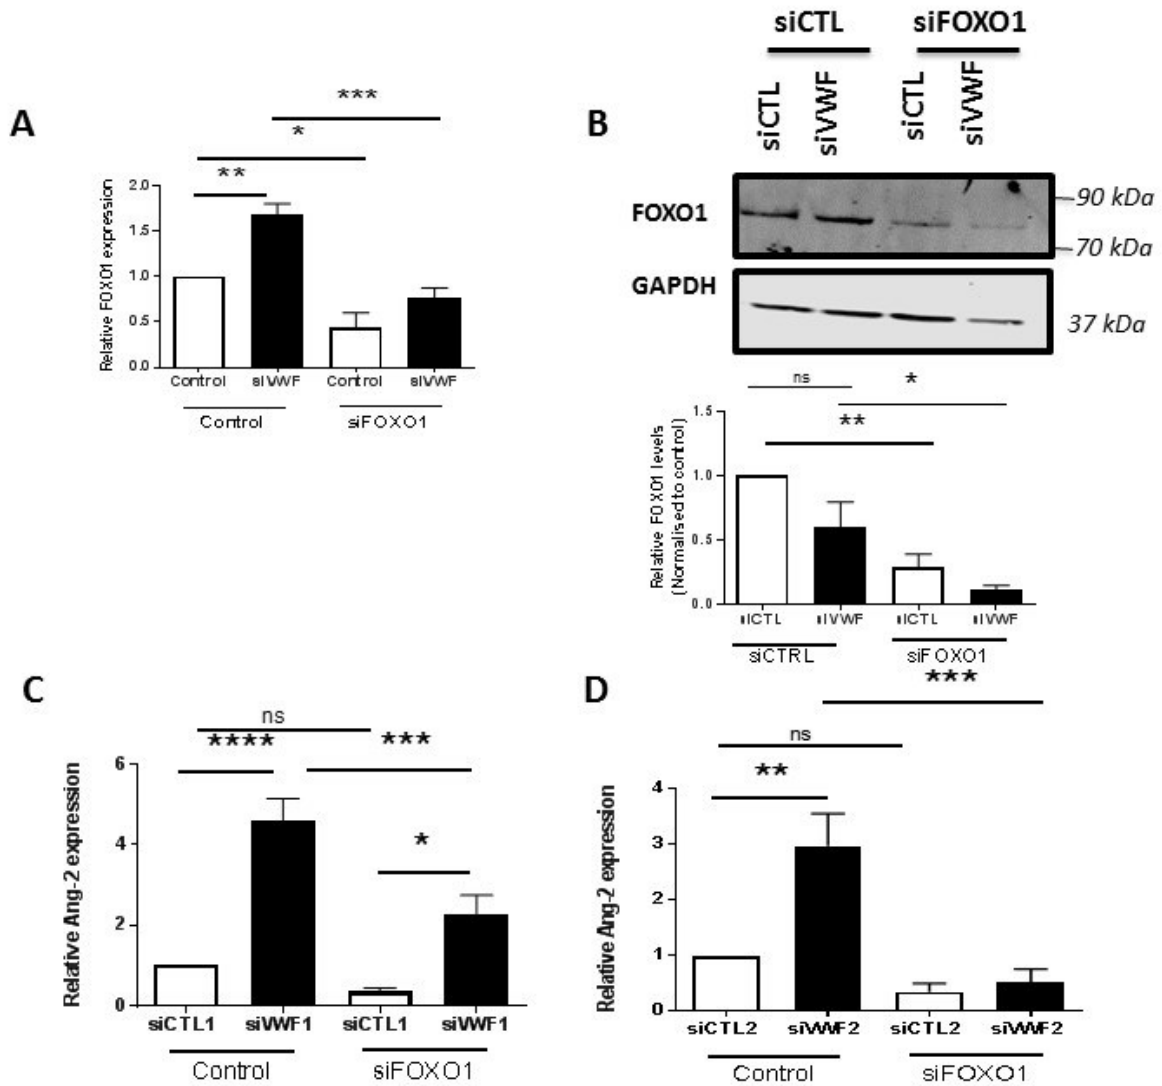 A
***
*
**
Relative FOXO1 expression
2.0
1.5
1.0
0.5
0.0
Control siVWF Control siVWF
Control siFOXO1
B
siCTL siFOXO1
siCTL siVWF siCTL siVWF
FOXO1
90 kDa
70 kDa
GAPDH
37 kDa
ns *
**
Relative FOXO1 levels
(Normalised to control)
1.5
1.0
0.5
0.0
siCTRL siFOXO1
C
ns
**** ***
*
Relative Ang-2 expression
6
4
2
0
siCTL1 siVWF1 siCTL1 siVWF1
Control siFOXO1
D
***
ns
**
Relative Ang-2 expression
4
3
2
1
0
siCTL2 siVWF2 siCTL2 siVWF2
Control siFOXO1